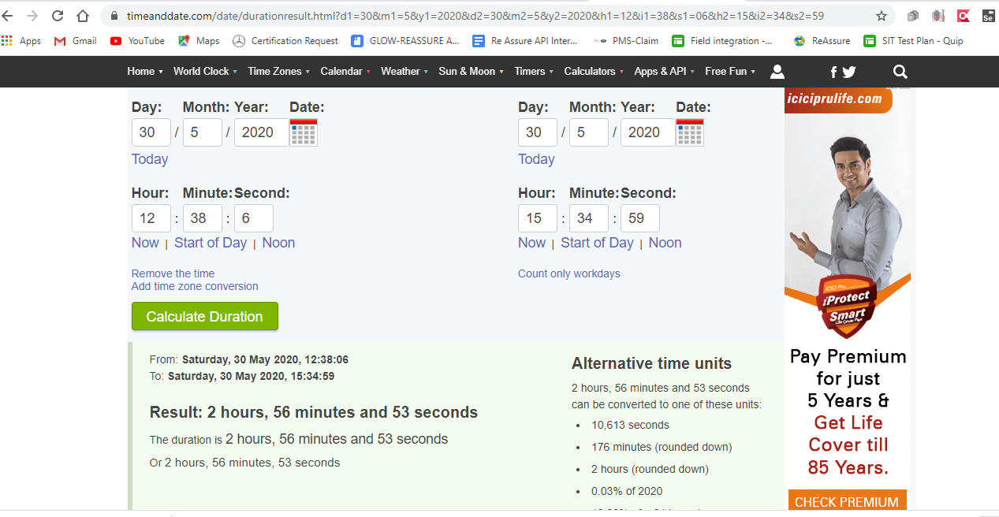 timeanddate.com/date/durationresult.html?d1=30&m1=5&y1=2020&d2=30&m2=5&y2=2020&h1=12&i1=38&s1=06&h2=15&i2=34&s2=59
Se
Apps Gmail YouTube Maps Certification Request GLOW-REASSURE A... Re Assure API Inter... PMS-Claim Field integration -... ReAssure SIT Test Plan - Quip
Home World Clock Time Zones Calendar Weather Sun & Moon Timers Calculators Apps & API Free Fun
Day: Month: Year: Date:
30 / 5 / 2020
Today
Hour: Minute: Second:
12 : 38 : 6
Now | Start of Day | Noon
Remove the time
Add time zone conversion
Calculate Duration
Day: Month: Year: Date:
30 / 5 / 2020
Today
Hour: Minute: Second:
15 : 34 : 59
Now | Start of Day | Noon
Count only workdays
From: Saturday, 30 May 2020, 12:38:06
To: Saturday, 30 May 2020, 15:34:59
Result: 2 hours, 56 minutes and 53 seconds
The duration is 2 hours, 56 minutes and 53 seconds
Or 2 hours, 56 minutes, 53 seconds
Alternative time units
2 hours, 56 minutes and 53 seconds
can be converted to one of these units:
• 10,613 seconds
• 176 minutes (rounded down)
• 2 hours (rounded down)
• 0.03% of 2020
iciciprulife.com
iProtect
Smart
Pay Premium
for just
5 Years &
Get Life
Cover till
85 Years.
CHECK PREMIUM